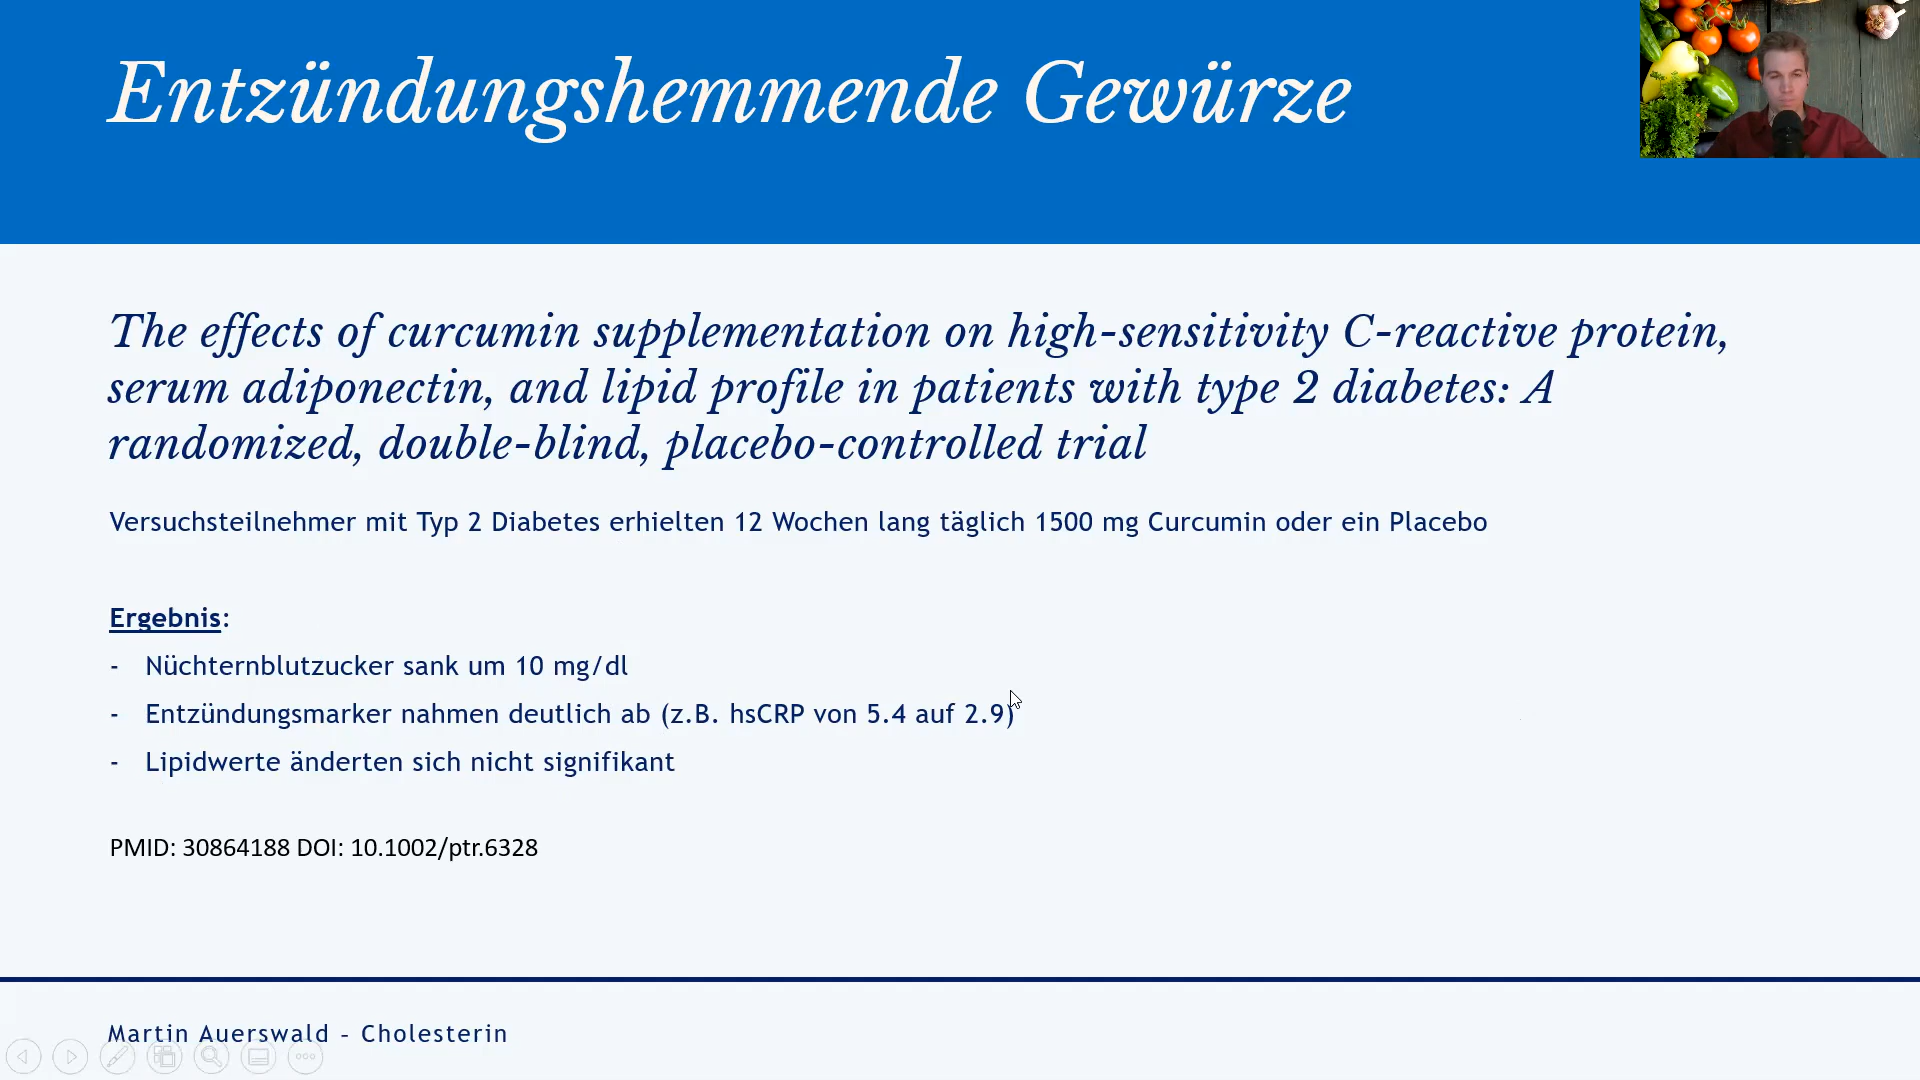 Entzündungshemmende Gewürze
The effects of curcumin supplementation on high-sensitivity C-reactive protein,
serum adiponectin, and lipid profile in patients with type 2 diabetes: A
randomized, double-blind, placebo-controlled trial
Versuchsteilnehmer mit Typ 2 Diabetes erhielten 12 Wochen lang täglich 1500 mg Curcumin oder ein Placebo
Ergebnis:
- Nüchternblutzucker sank um 10 mg/dl
- Entzündungsmarker nahmen deutlich ab (z.B. hsCRP von 5.4 auf 2.9)
- Lipidwerte änderten sich nicht signifikant
PMID: 30864188 DOI: 10.1002/ptr.6328
Martin Auerswald – Cholesterin